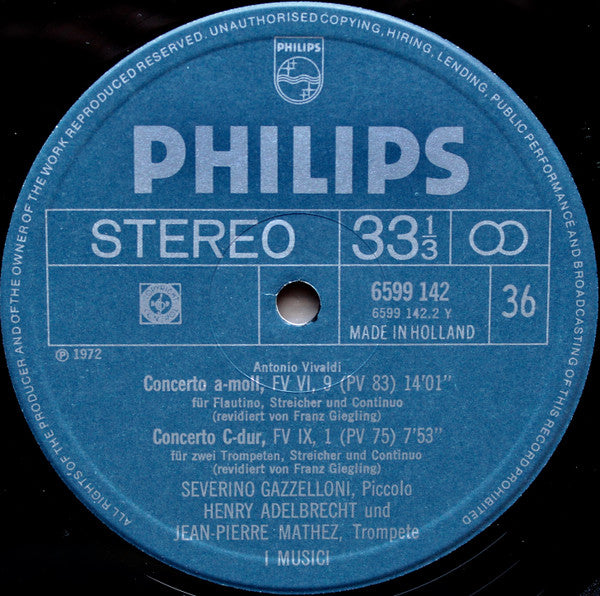 ALL RIGHTS OF THE PRODUCER AND OF THE OWNER OF THE WORK REPRODUCED RESERVED. UNAUTHORISED COPYING, HIRING, LENDING, PUBLIC PERFORMANCE AND BROADCASTING OF THIS RECORD PROHIBITED
PHILIPS
PHILIPS
STEREO
33 1/3
6599 142
6599 142.2 Y
MADE IN HOLLAND
36
℗ 1972
Antonio Vivaldi
Concerto a-moll, FV VI, 9 (PV 83) 14'01"
für Flautino, Streicher und Continuo
(revidiert von Franz Giegling)
Concerto C-dur, FV IX, 1 (PV 75) 7'53"
für zwei Trompeten, Streicher und Continuo
(revidiert von Franz Giegling)
SEVERINO GAZZELLONI, Piccolo
HENRY ADELBRECHT und
JEAN-PIERRE MATHEZ, Trompete
I MUSICI